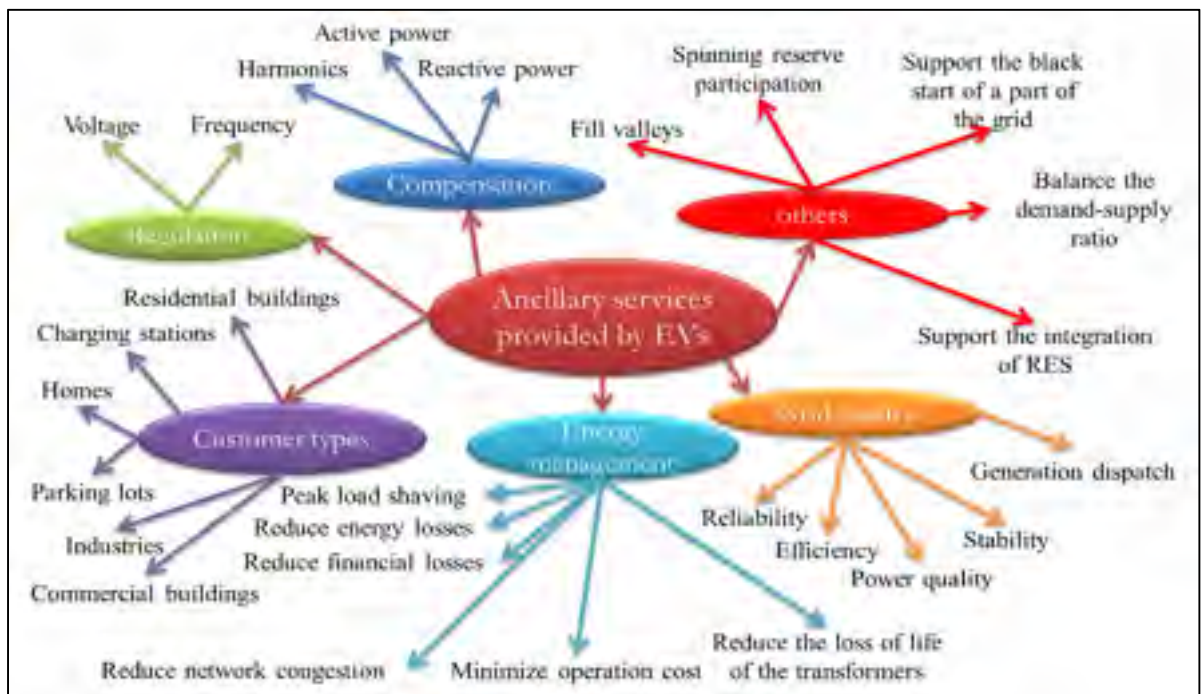 Active power
Harmonics
Reactive power
Voltage
Frequency
Compensation
Regulation
Spinning reserve
participation
Support the black
start of a part of
the grid
Fill valleys
others
Balance the
demand-supply
ratio
Ancillary services
provided by EVs
Support the integration
of RES
Residential buildings
Charging stations
Homes
Customer types
Parking lots
Industries
Commercial buildings
Energy
management
Peak load shaving
Reduce energy losses
Reduce financial losses
Reduce network congestion
Minimize operation cost
Reduce the loss of life
of the transformers
Generation dispatch
Reliability
Efficiency
Power quality
Stability